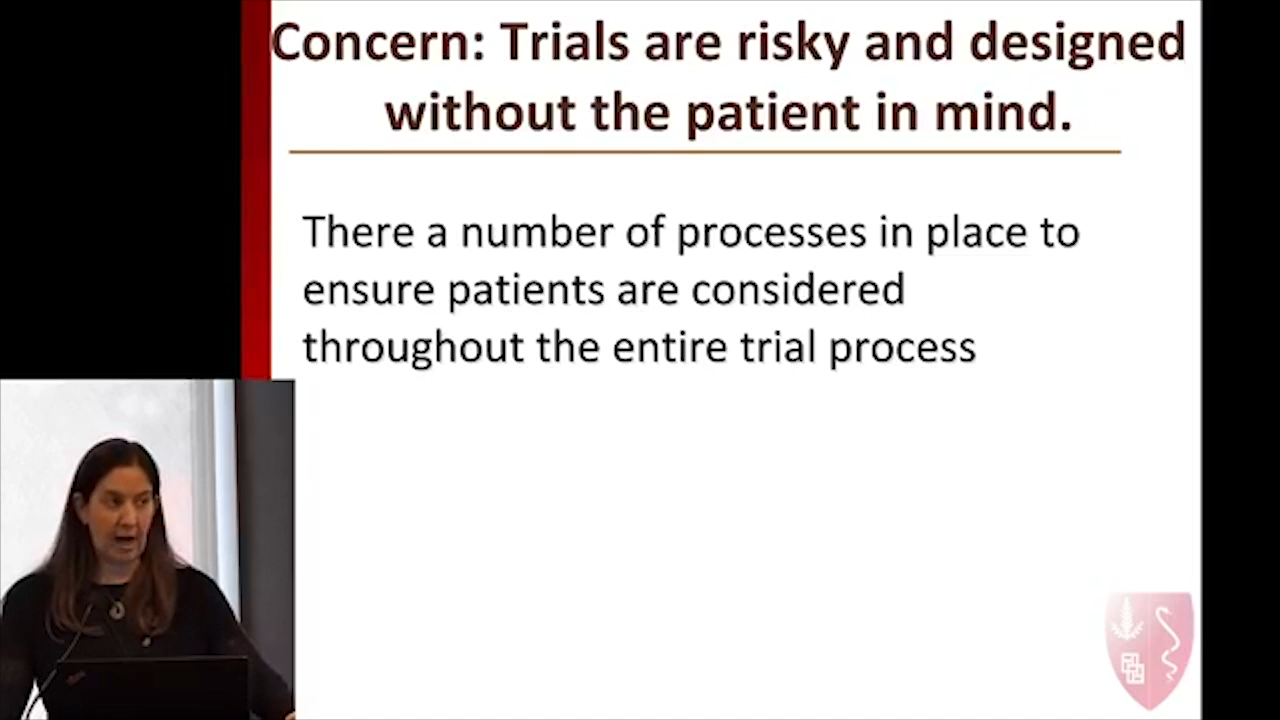 Concern: Trials are risky and designed
without the patient in mind.
There a number of processes in place to
ensure patients are considered
throughout the entire trial process